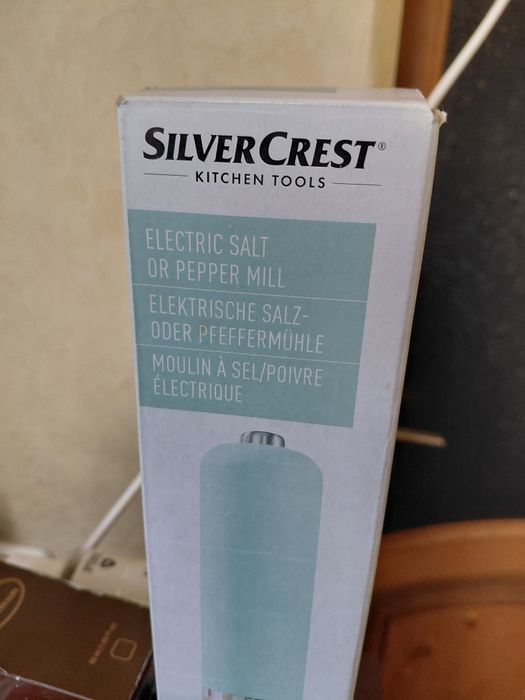 SILVERCREST®
KITCHEN TOOLS
ELECTRIC SALT
OR PEPPER MILL
ELEKTRISCHE SALZ-
ODER PFEFFERMÜHLE
MOULIN À SEL/POIVRE
ÉLECTRIQUE